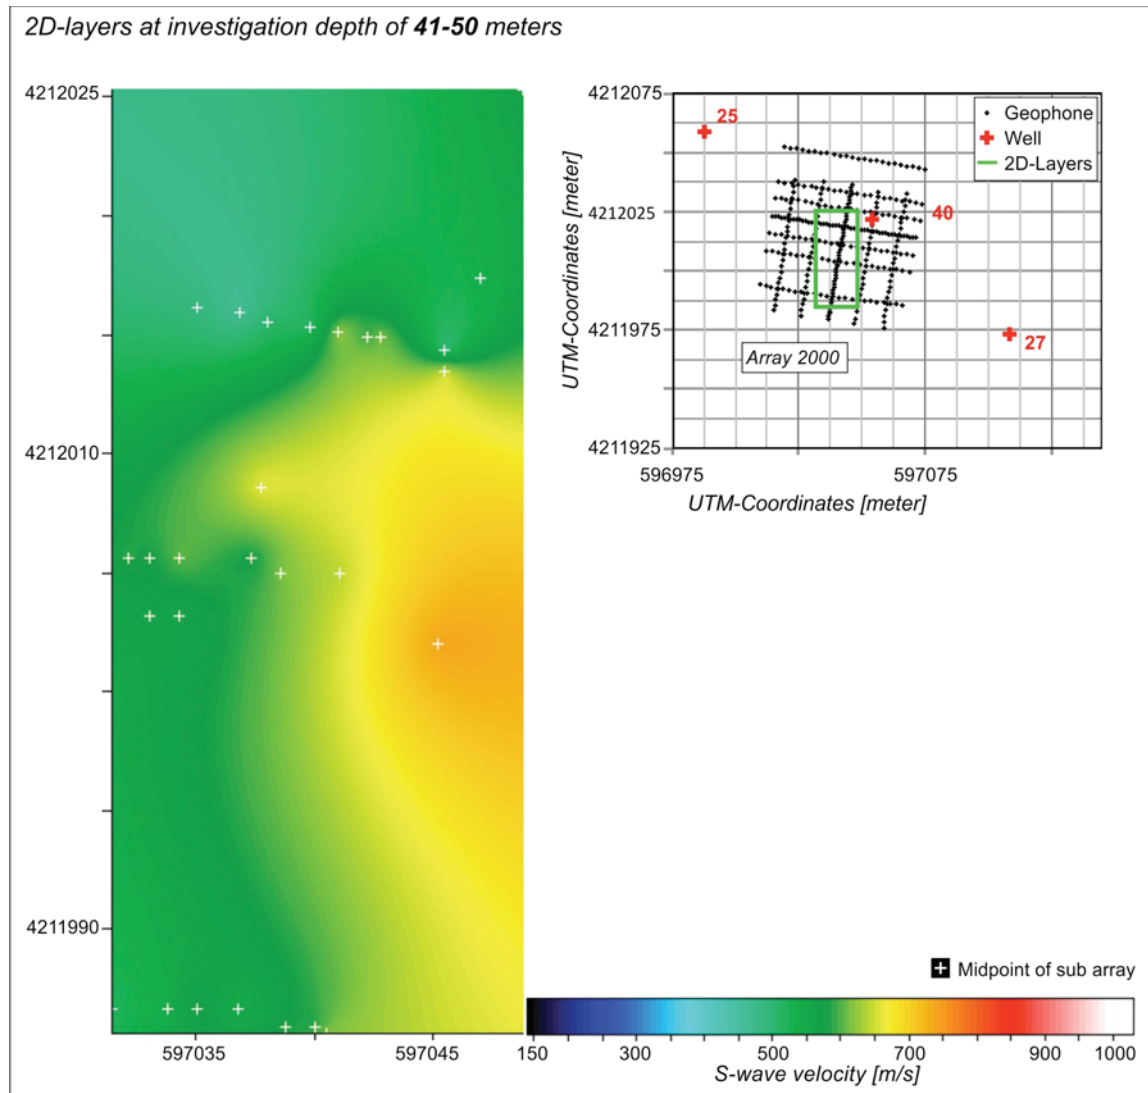 2D-layers at investigation depth of 41-50 meters
4212025
4212010
4211990
597035
597045
UTM-Coordinates [meter]
4212075
4212025
4211975
4211925
596975
597075
UTM-Coordinates [meter]
25
40
27
Geophone
Well
2D-Layers
Array 2000
Midpoint of sub array
150
300
500
700
900
1000
S-wave velocity [m/s]